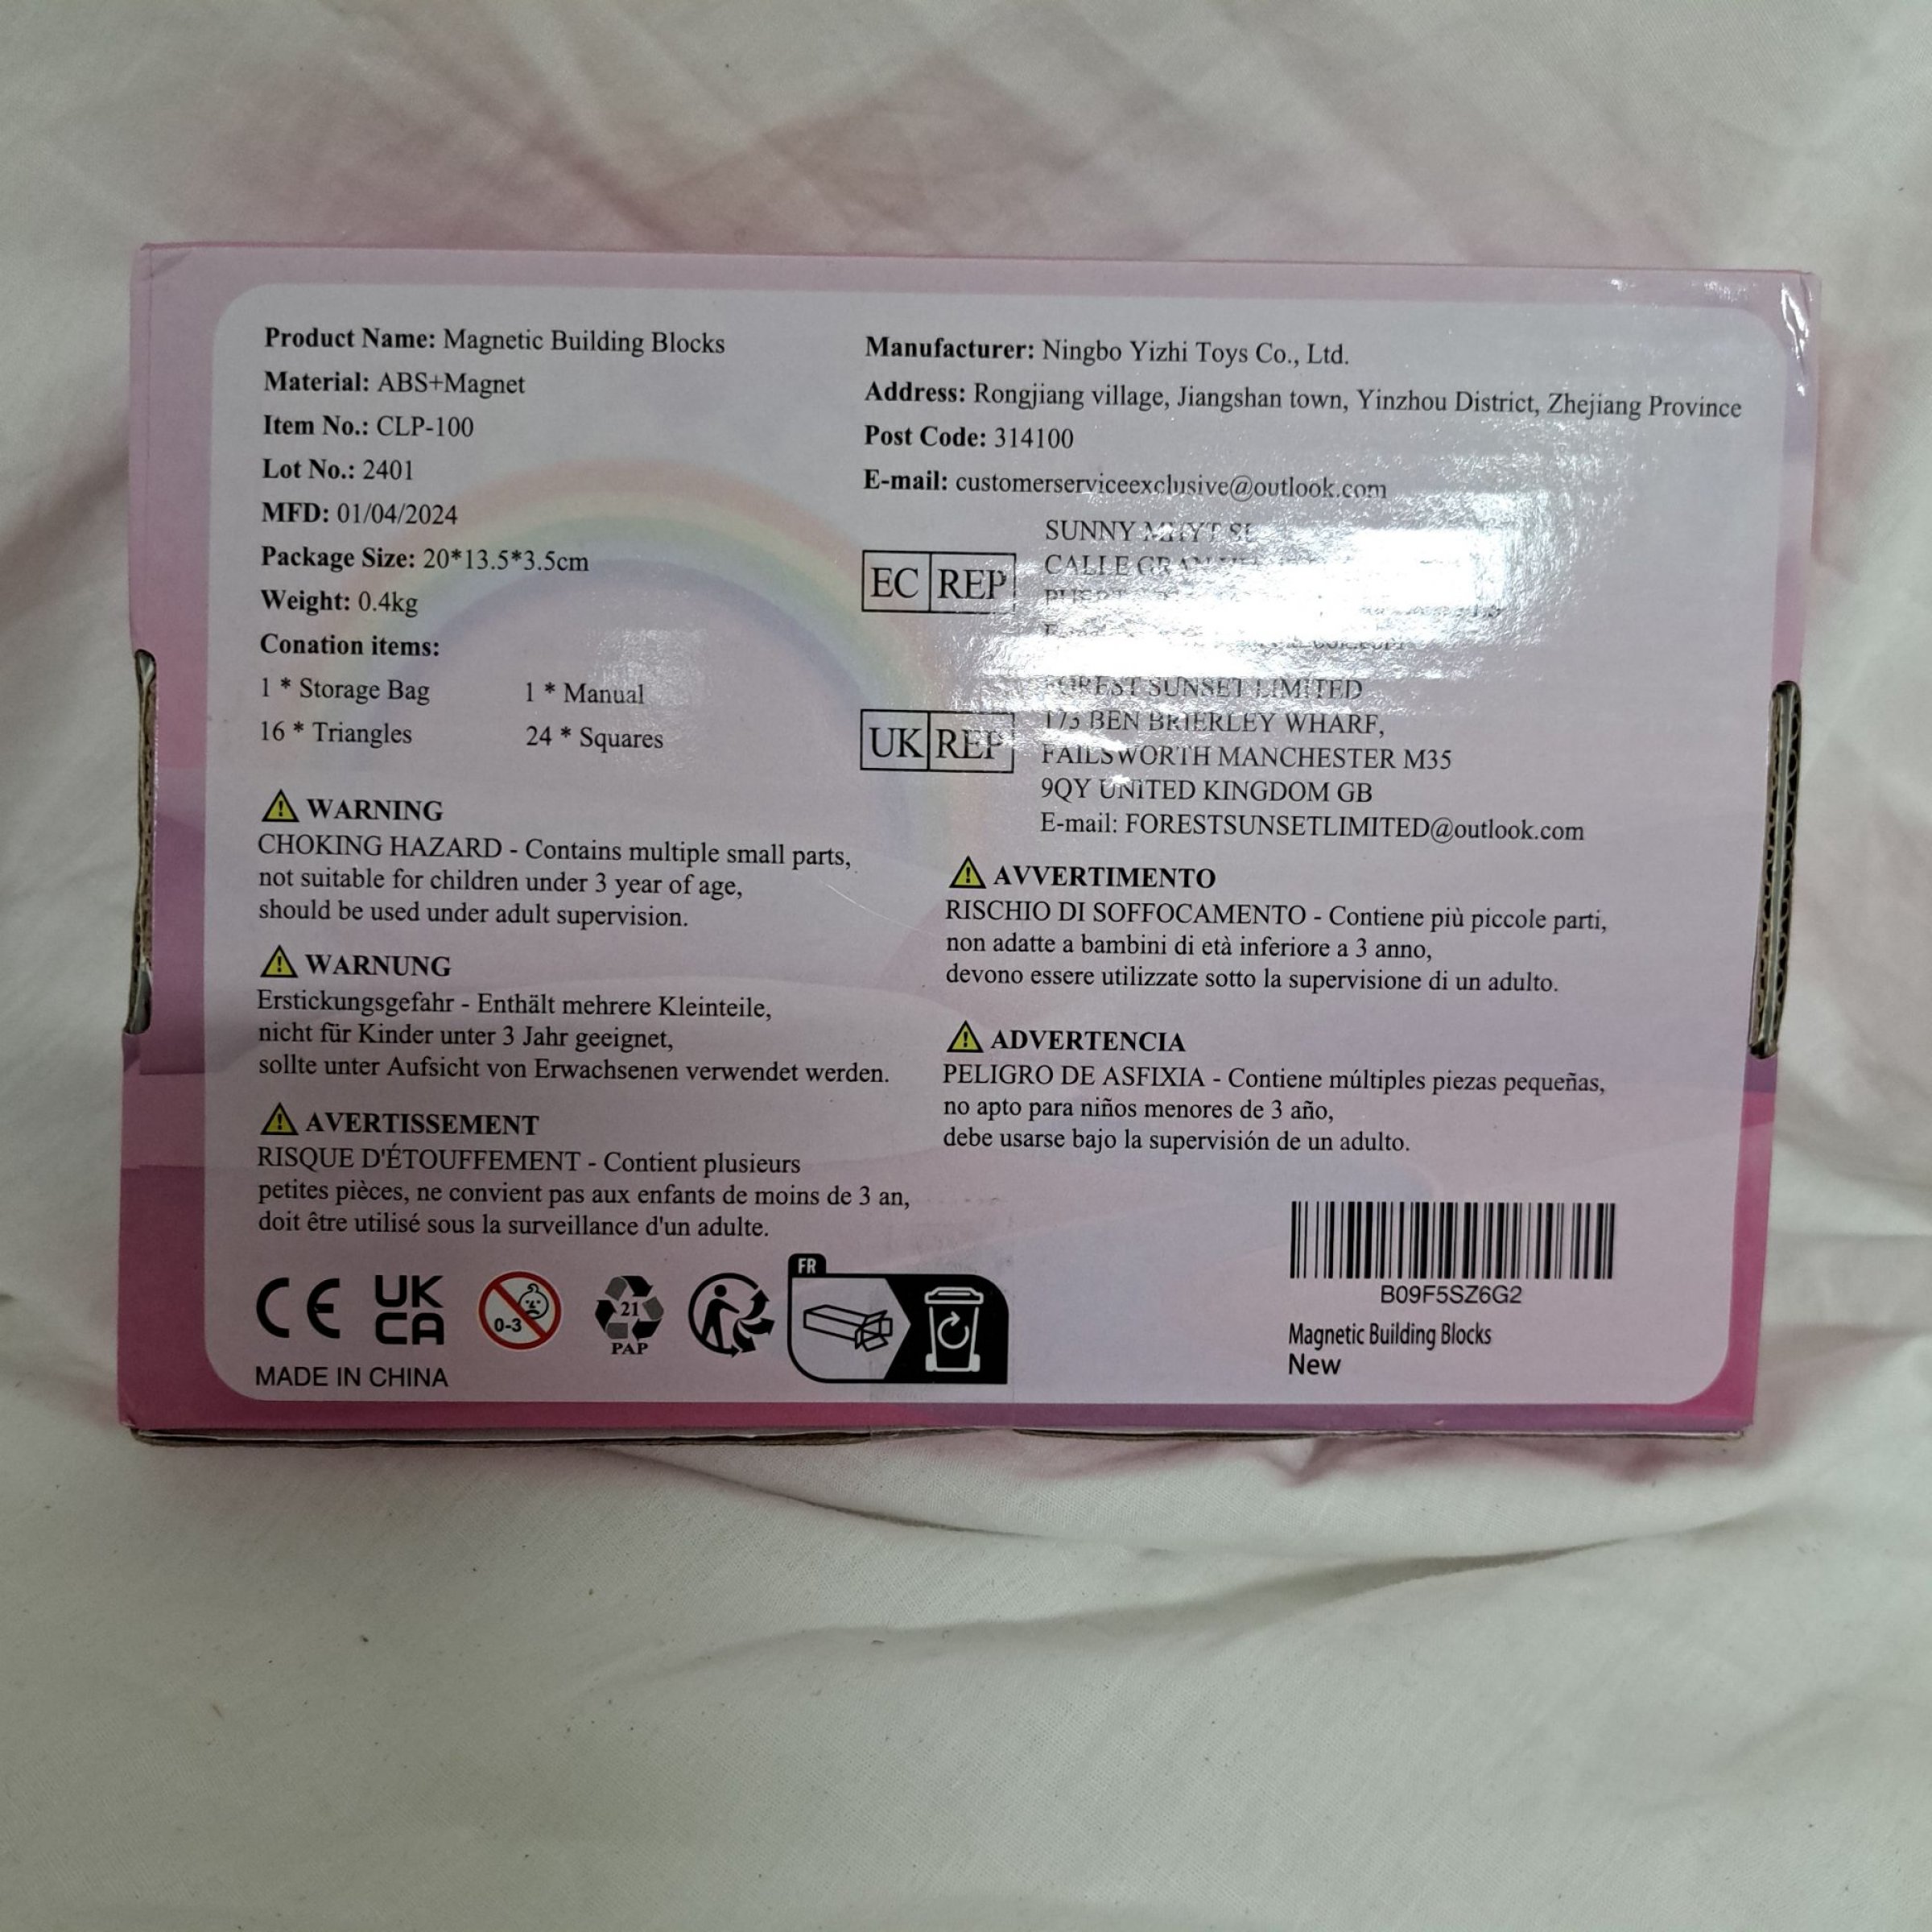 Product Name: Magnetic Building Blocks
Material: ABS+Magnet
Item No.: CLP-100
Lot No.: 2401
MFD: 01/04/2024
Package Size: 20*13.5*3.5cm
Weight: 0.4kg
Conation items:
1 * Storage Bag 1 * Manual
16 * Triangles 24 * Squares
WARNING
CHOKING HAZARD - Contains multiple small parts,
not suitable for children under 3 year of age,
should be used under adult supervision.
WARNUNG
Erstickungsgefahr - Enthält mehrere Kleinteile,
nicht für Kinder unter 3 Jahr geeignet,
sollte unter Aufsicht von Erwachsenen verwendet werden.
AVERTISSEMENT
RISQUE D'ÉTOUFFEMENT - Contient plusieurs
petites pièces, ne convient pas aux enfants de moins de 3 an,
doit être utilisé sous la surveillance d'un adulte.
CE UK CA 0-3 21 PAP FR
MADE IN CHINA
Manufacturer: Ningbo Yizhi Toys Co., Ltd.
Address: Rongjiang village, Jiangshan town, Yinzhou District, Zhejiang Province
Post Code: 314100
E-mail: customerserviceexclusive@outlook.com
EC REP
SUNNY
CALLE
UK REP
FOREST SUNSET LIMITED
173 BEN BRIERLEY WHARF,
FAILSWORTH MANCHESTER M35
9QY UNITED KINGDOM GB
E-mail: FORESTSUNSETLIMITED@outlook.com
AVVERTIMENTO
RISCHIO DI SOFFOCAMENTO - Contiene più piccole parti,
non adatte a bambini di età inferiore a 3 anno,
devono essere utilizzate sotto la supervisione di un adulto.
ADVERTENCIA
PELIGRO DE ASFIXIA - Contiene múltiples piezas pequeñas,
no apto para niños menores de 3 año,
debe usarse bajo la supervisión de un adulto.
B09F5SZ6G2
Magnetic Building Blocks
New